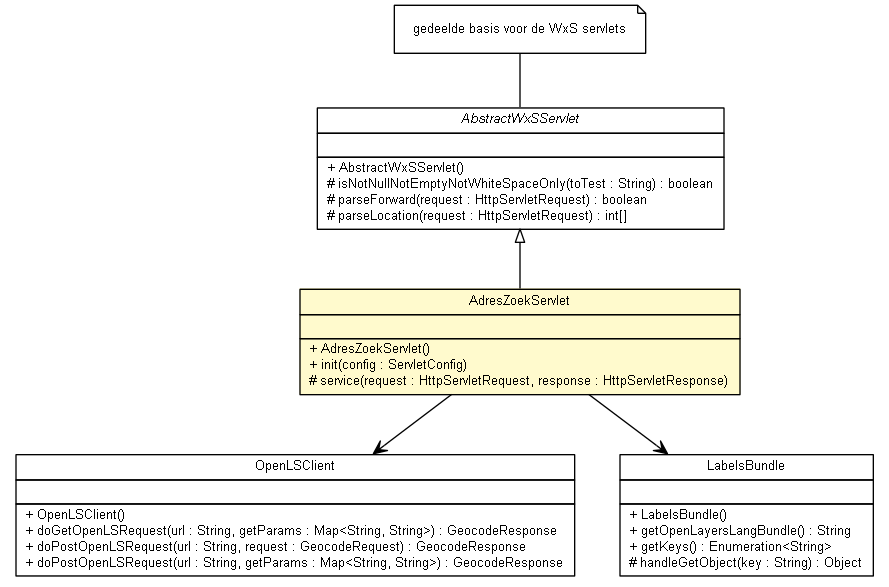 gedeelde basis voor de WxS servlets
AbstractWxSServlet
+ AbstractWxSServlet()
# isNotNullNotEmptyNotWhiteSpaceOnly(toTest : String) : boolean
# parseForward(request : HttpServletRequest) : boolean
# parseLocation(request : HttpServletRequest) : int[]
AdresZoekServlet
+ AdresZoekServlet()
+ init(config : ServletConfig)
# service(request : HttpServletRequest, response : HttpServletResponse)
OpenLSClient
+ OpenLSClient()
+ doGetOpenLSRequest(url : String, getParams : Map<String, String>) : GeocodeResponse
+ doPostOpenLSRequest(url : String, request : GeocodeRequest) : GeocodeResponse
+ doPostOpenLSRequest(url : String, getParams : Map<String, String>) : GeocodeResponse
LabelsBundle
+ LabelsBundle()
+ getOpenLayersLangBundle() : String
+ getKeys() : Enumeration<String>
# handleGetObject(key : String) : Object